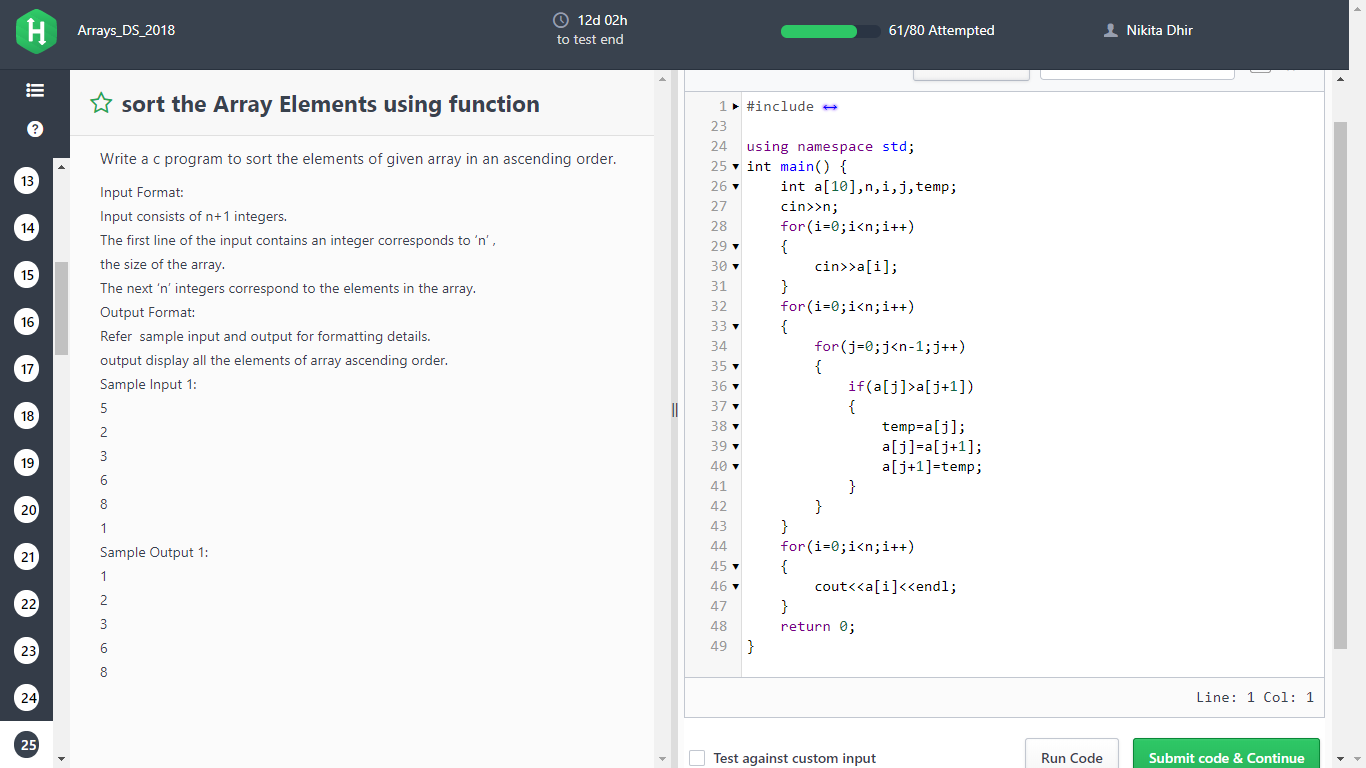 Arrays_DS_2018
12d 02h
to test end
61/80 Attempted
Nikita Dhir
?
13
14
15
16
17
18
19
20
21
22
23
24
25
sort the Array Elements using function
Write a c program to sort the elements of given array in an ascending order.
Input Format:
Input consists of n+1 integers.
The first line of the input contains an integer corresponds to ‘n’ ,
the size of the array.
The next ‘n’ integers correspond to the elements in the array.
Output Format:
Refer  sample input and output for formatting details.
output display all the elements of array ascending order.
Sample Input 1:
5
2
3
6
8
1
Sample Output 1:
1
2
3
6
8
1 #include
23
24 using namespace std;
25 int main() {
26     int a[10],n,i,j,temp;
27     cin>>n;
28     for(i=0;i<n;i++)
29     {
30         cin>>a[i];
31     }
32     for(i=0;i<n;i++)
33     {
34         for(j=0;j<n-1;j++)
35         {
36             if(a[j]>a[j+1])
37             {
38                 temp=a[j];
39                 a[j]=a[j+1];
40                 a[j+1]=temp;
41             }
42         }
43     }
44     for(i=0;i<n;i++)
45     {
46         cout<<a[i]<<endl;
47     }
48     return 0;
49 }
Line: 1 Col: 1
Test against custom input
Run Code
Submit code & Continue